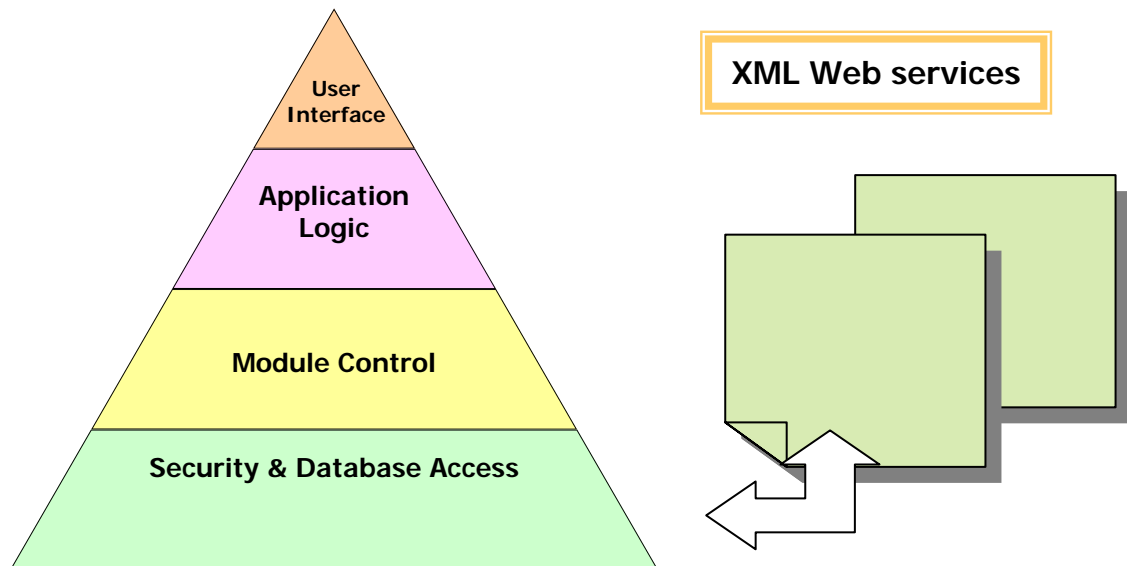 User
Interface
Application
Logic
Module Control
Security & Database Access
XML Web services